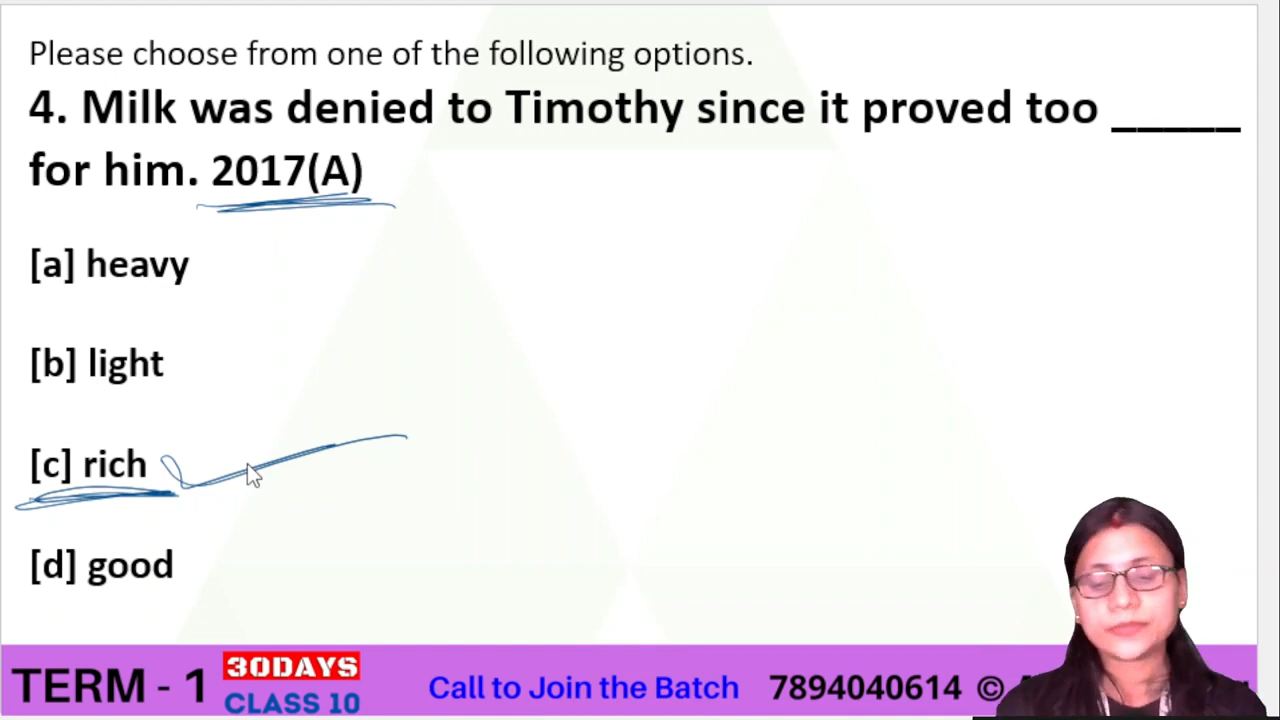 Please choose from one of the following options.
4. Milk was denied to Timothy since it proved too _____
for him. 2017(A)
[a] heavy
[b] light
[c] rich
[d] good
TERM - 1
30DAYS
CLASS 10
Call to Join the Batch 7894040614 ©